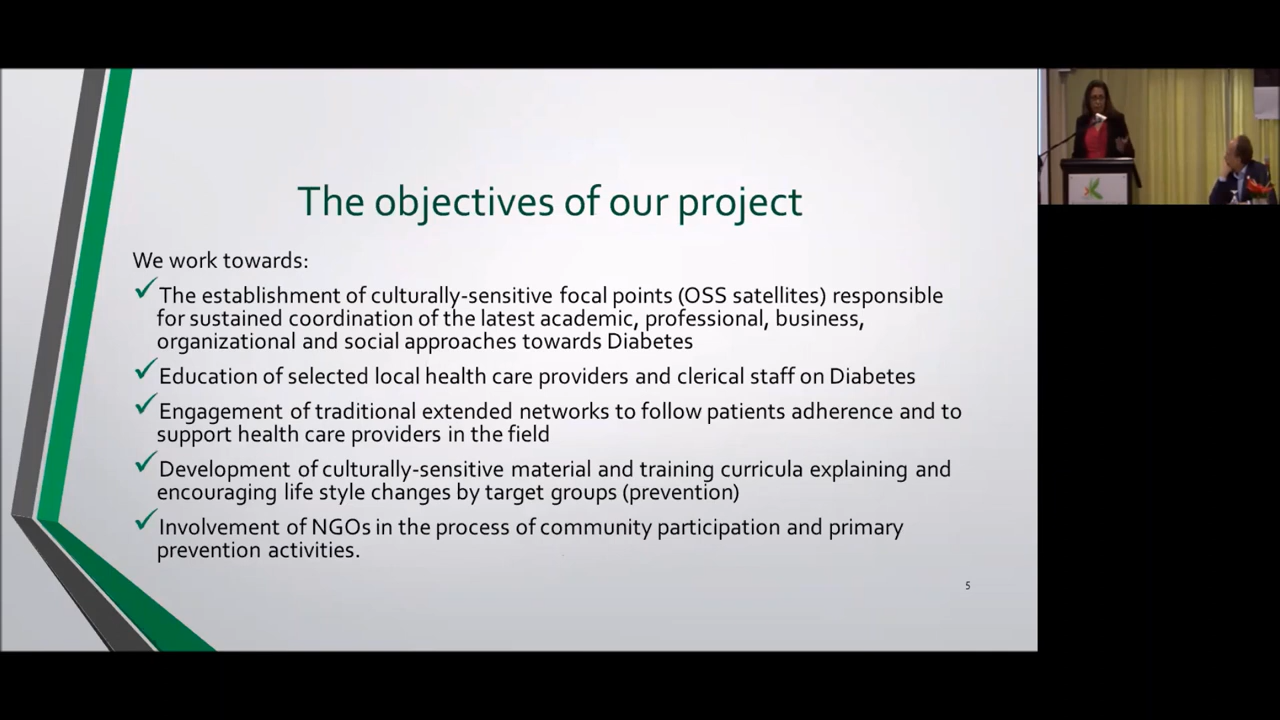 The objectives of our project
We work towards:
✓The establishment of culturally-sensitive focal points (OSS satellites) responsible
for sustained coordination of the latest academic, professional, business,
organizational and social approaches towards Diabetes
✓Education of selected local health care providers and clerical staff on Diabetes
✓Engagement of traditional extended networks to follow patients adherence and to
support health care providers in the field
✓Development of culturally-sensitive material and training curricula explaining and
encouraging life style changes by target groups (prevention)
✓Involvement of NGOs in the process of community participation and primary
prevention activities.
5